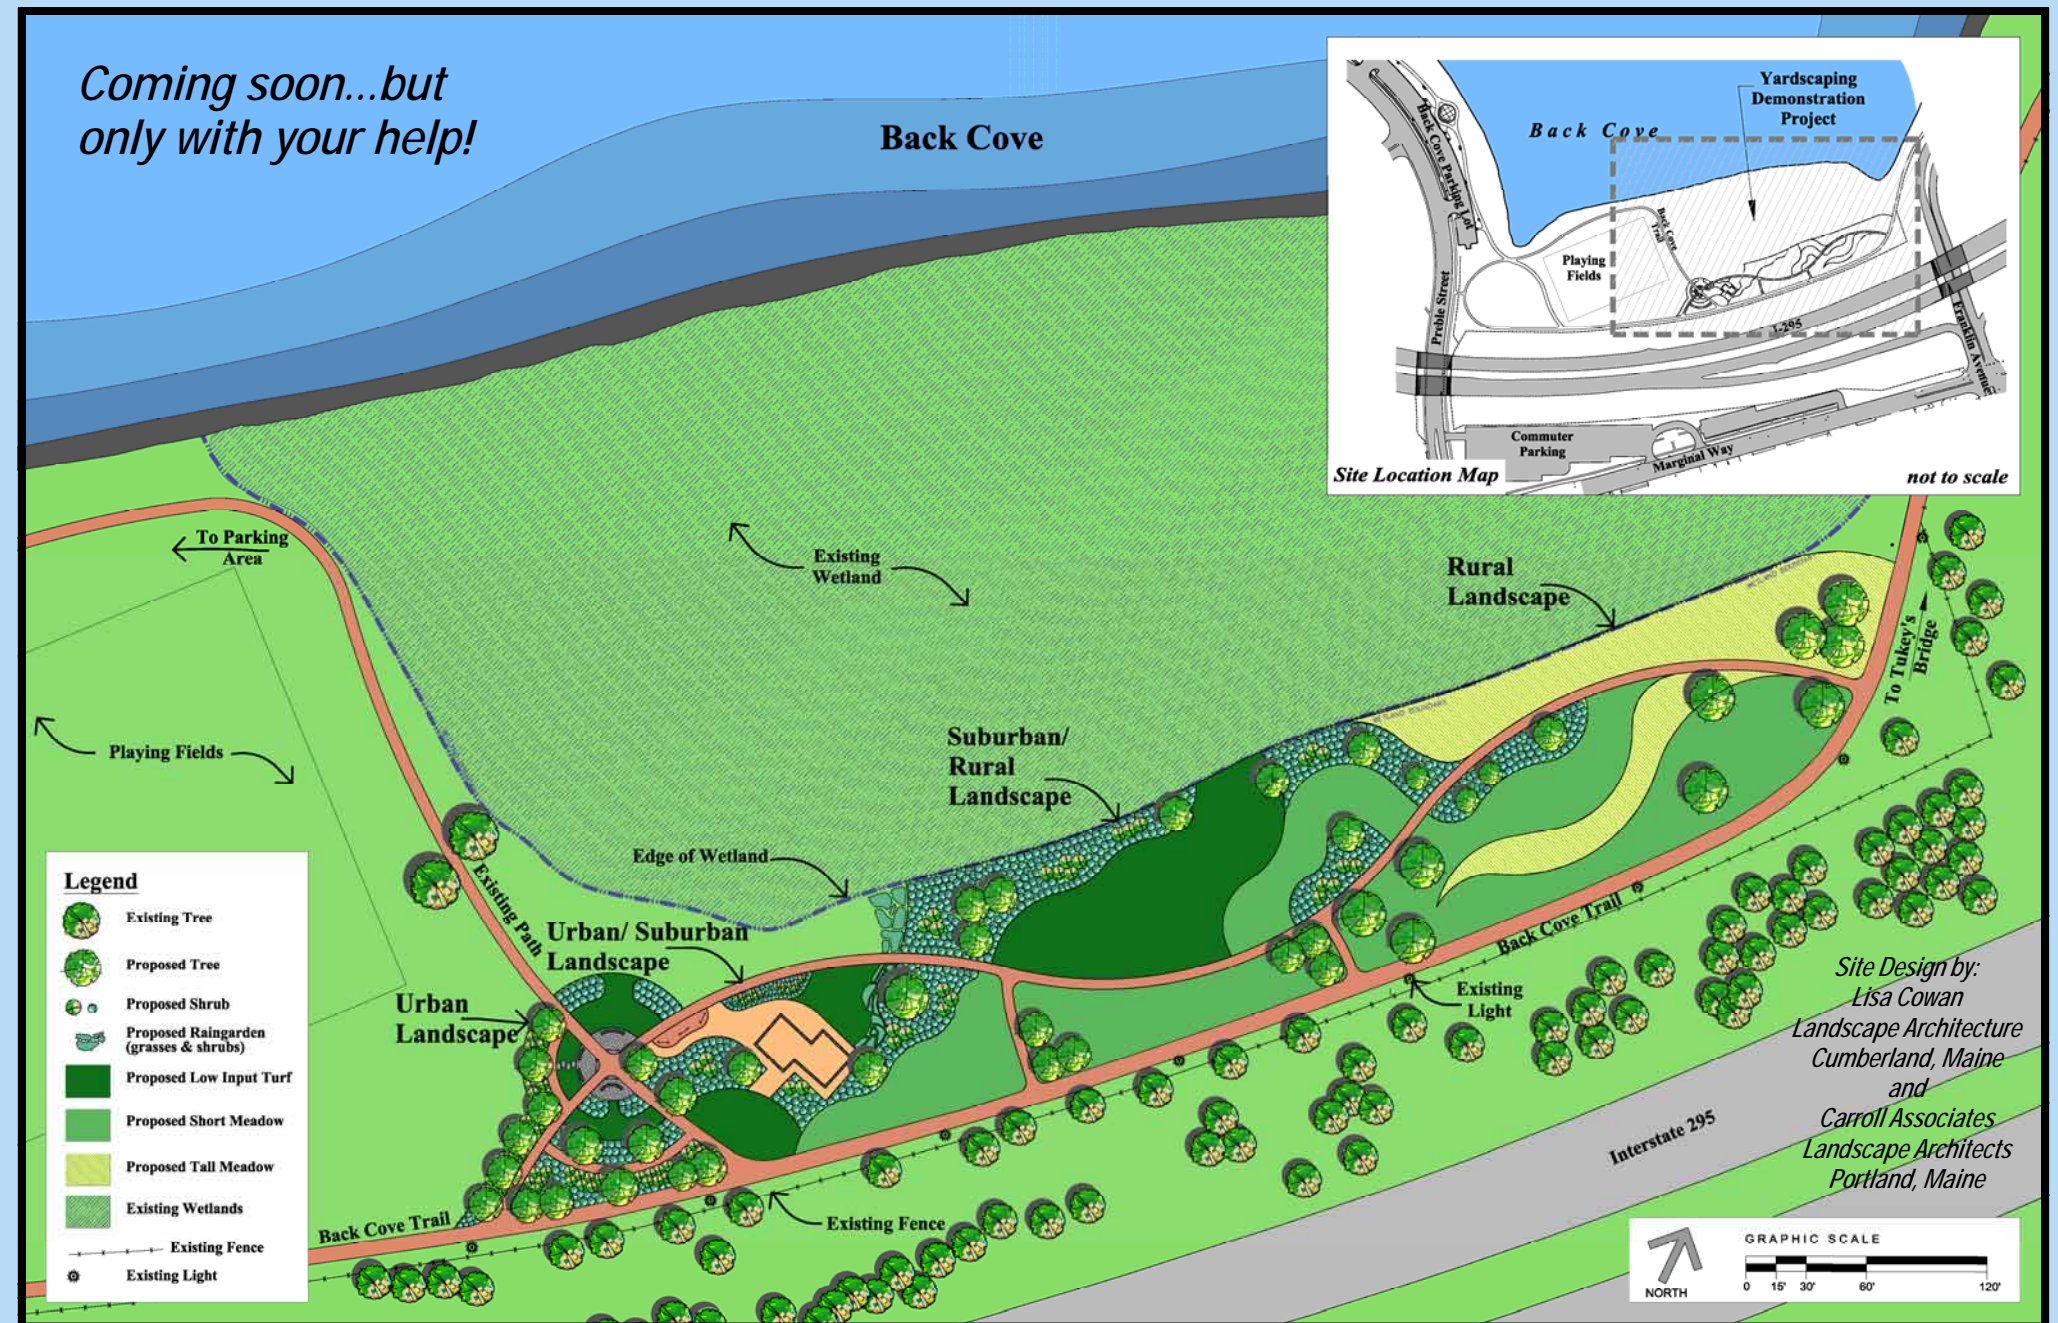 Coming soon...but
only with your help!
Back Cove
Yardscaping
Demonstration
Project
Back Cove
Back Cove Parking Lot
Back Cove
Trail
Playing
Fields
Preble Street
I-295
Franklin Avenue
Commuter
Parking
Marginal Way
Site Location Map
not to scale
To Parking
Area
Existing
Wetland
Rural
Landscape
WETLAND BOUNDARY
WETLAND BOUNDARY
To Tukey's
Bridge
Playing Fields
Suburban/
Rural
Landscape
Edge of Wetland
Existing Path
Urban/ Suburban
Landscape
Urban
Landscape
Back Cove Trail
Existing
Light
Interstate 295
Existing Fence
Back Cove Trail
Legend
Existing Tree
Proposed Tree
Proposed Shrub
Proposed Raingarden
(grasses & shrubs)
Proposed Low Input Turf
Proposed Short Meadow
Proposed Tall Meadow
Existing Wetlands
Existing Fence
Existing Light
Site Design by:
Lisa Cowan
Landscape Architecture
Cumberland, Maine
and
Carroll Associates
Landscape Architects
Portland, Maine
NORTH
GRAPHIC SCALE
0 15' 30' 60' 120'